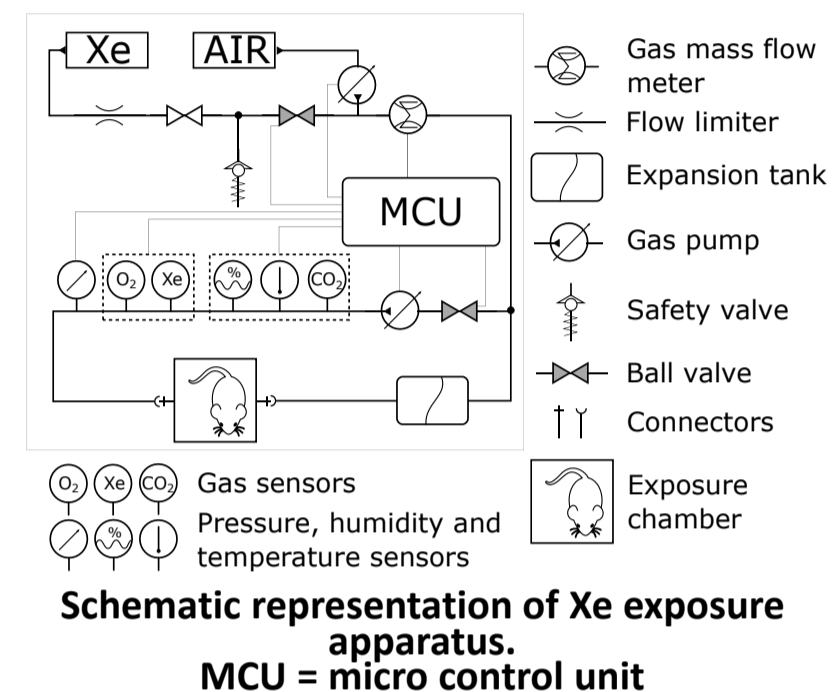 Xe
AIR
MCU
O₂
Xe
%
CO₂
Gas mass flow
meter
Flow limiter
Expansion tank
Gas pump
Safety valve
Ball valve
Connectors
Exposure
chamber
O₂ Xe CO₂ Gas sensors
% Pressure, humidity and
temperature sensors
Schematic representation of Xe exposure
apparatus.
MCU = micro control unit